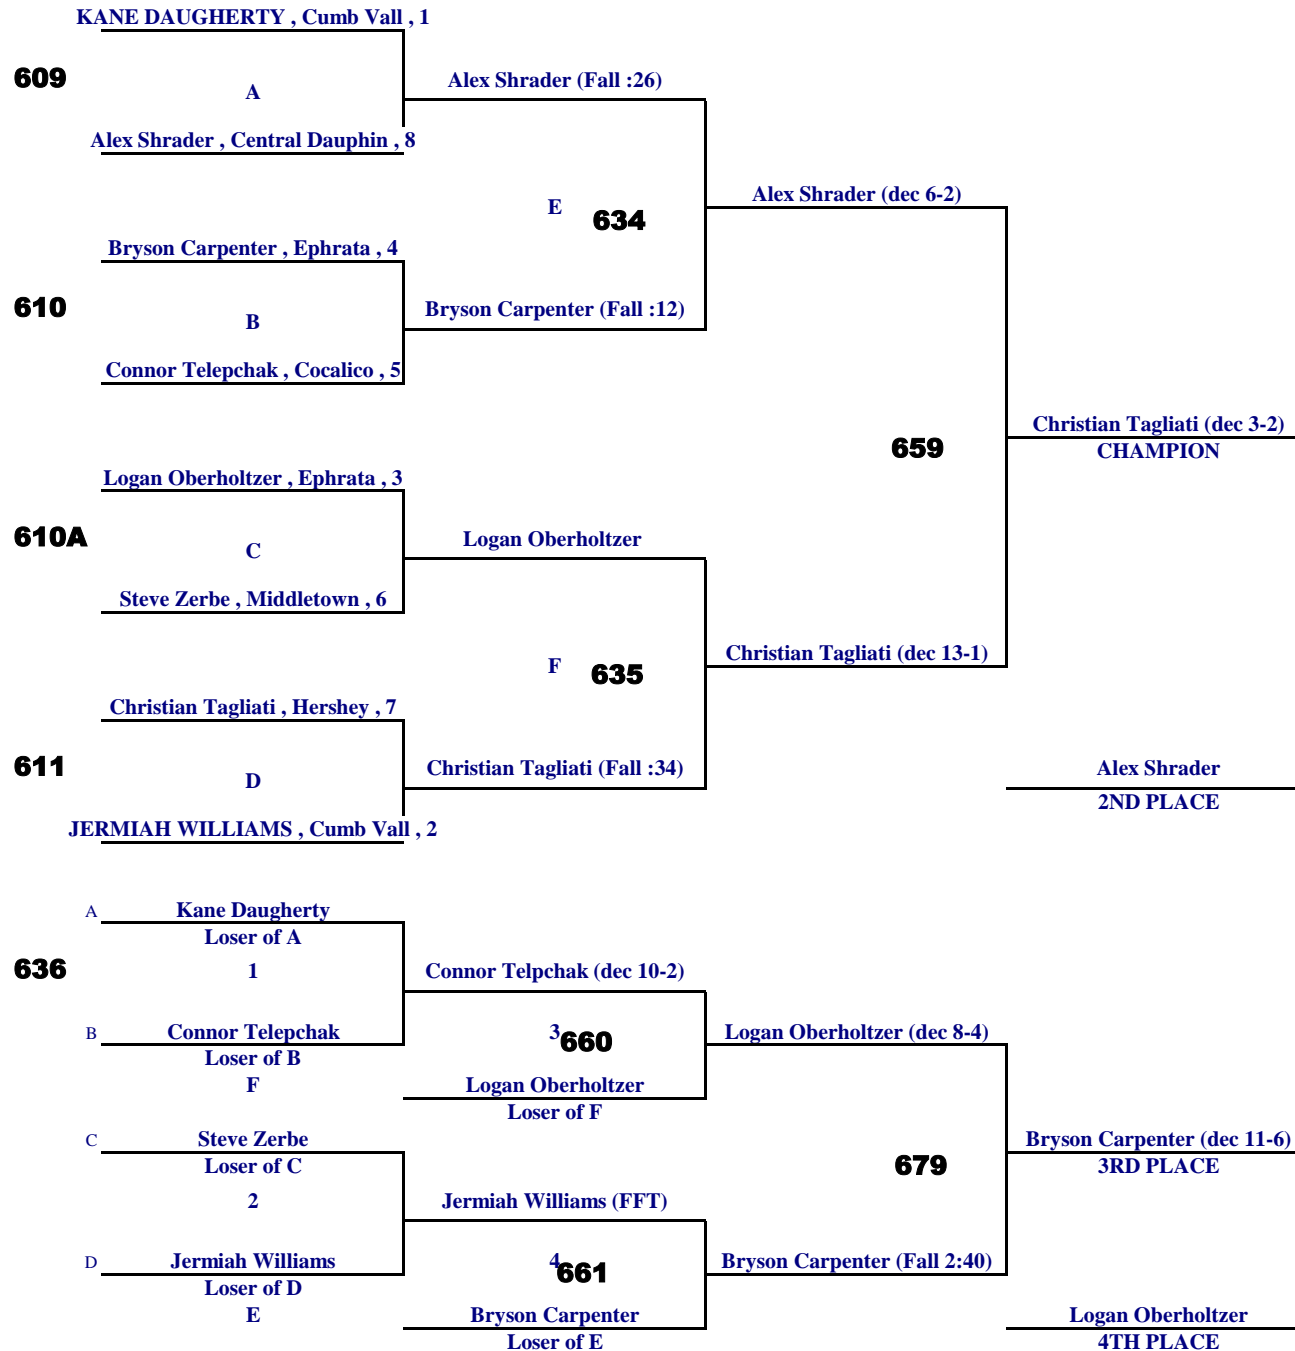 KANE DAUGHERTY , Cumb Vall , 1
609
A
Alex Shrader (Fall :26)
Alex Shrader , Central Dauphin , 8
E
634
Alex Shrader (dec 6-2)
Bryson Carpenter , Ephrata , 4
610
B
Bryson Carpenter (Fall :12)
Connor Telepchak , Cocalico , 5
659
Christian Tagliati (dec 3-2)
CHAMPION
Logan Oberholtzer , Ephrata , 3
610A
C
Logan Oberholtzer
Steve Zerbe , Middletown , 6
F
635
Christian Tagliati (dec 13-1)
Christian Tagliati , Hershey , 7
611
D
Christian Tagliati (Fall :34)
Alex Shrader
2ND PLACE
JERMIAH WILLIAMS , Cumb Vall , 2
A
Kane Daugherty
Loser of A
636
1
Connor Telpchak (dec 10-2)
B
Connor Telepchak
Loser of B
3
660
Logan Oberholtzer (dec 8-4)
F
Logan Oberholtzer
Loser of F
C
Steve Zerbe
Loser of C
679
Bryson Carpenter (dec 11-6)
3RD PLACE
2
Jermiah Williams (FFT)
D
Jermiah Williams
Loser of D
4
661
Bryson Carpenter (Fall 2:40)
E
Bryson Carpenter
Loser of E
Logan Oberholtzer
4TH PLACE